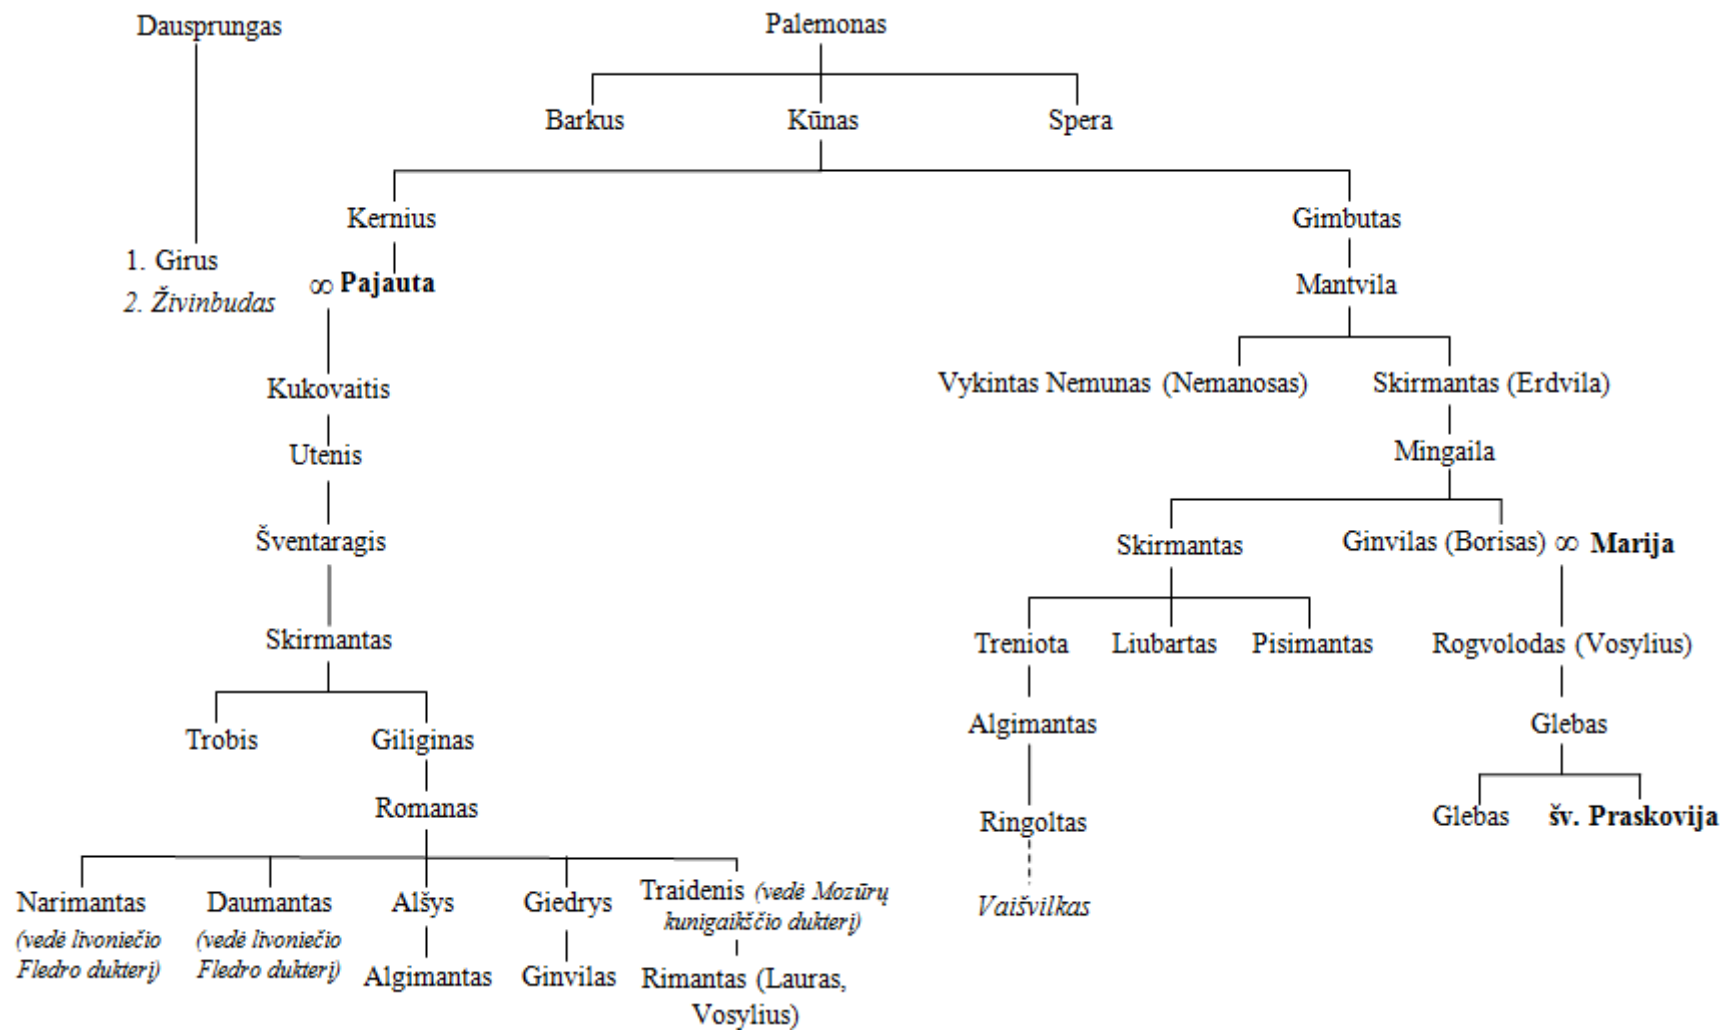 Dausprungas
Palemonas
Barkus
Kūnas
Spera
Kernius
Gimbutas
1. Girus
2. Živinbudas
∞ Pajauta
Mantvila
Kukovaitis
Vykintas Nemunas (Nemanosas)
Skirmantas (Erdvila)
Utenis
Mingaila
Šventaragis
Skirmantas
Ginvilas (Borisas) ∞ Marija
Skirmantas
Treniota
Liubartas
Pisimantas
Rogvolodas (Vosylius)
Trobis
Giliginas
Algimantas
Glebas
Romanas
Ringoltas
Glebas
šv. Praskovija
Narimantas
(vedė livoniečio
Fledro dukterį)
Daumantas
(vedė livoniečio
Fledro dukterį)
Alšys
Giedrys
Traidenis (vedė Mozūrų
kunigaikščio dukterį)
Vaišvilkas
Algimantas
Ginvilas
Rimantas (Lauras,
Vosylius)